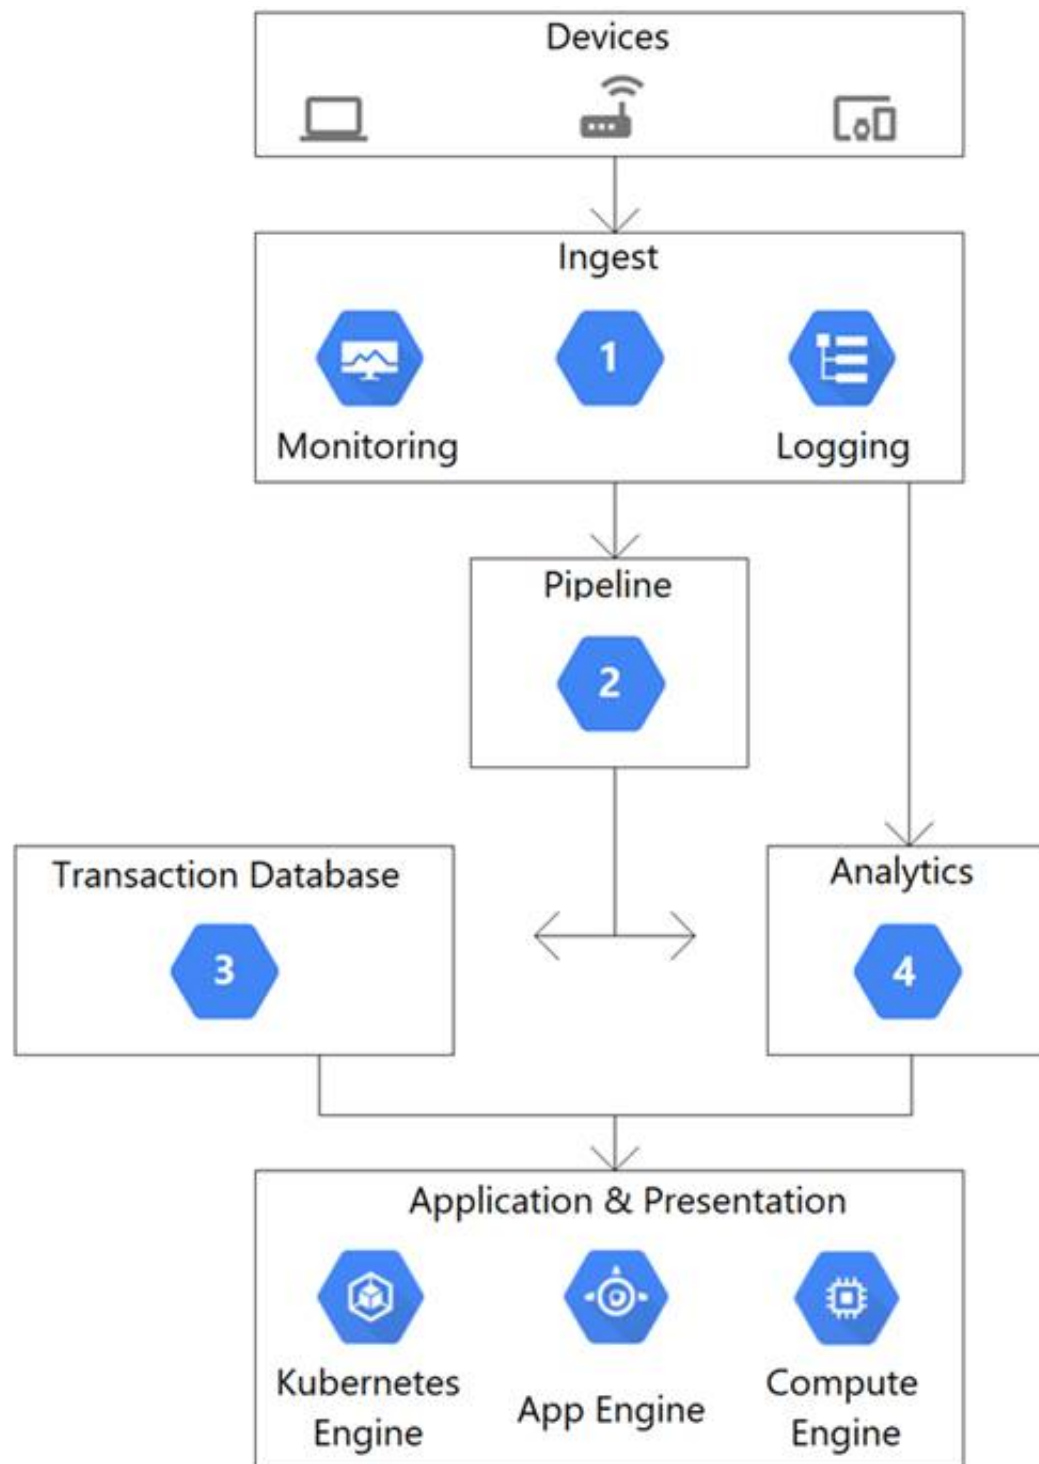 Devices
Ingest
1
Monitoring
Logging
Pipeline
2
Transaction Database
3
Analytics
4
Application & Presentation
Kubernetes
Engine
App Engine
Compute
Engine